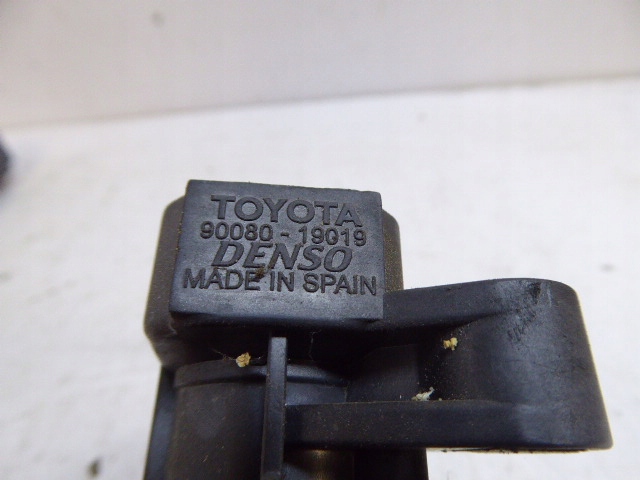 TOYOTA
90080-19019
DENSO
MADE IN SPAIN